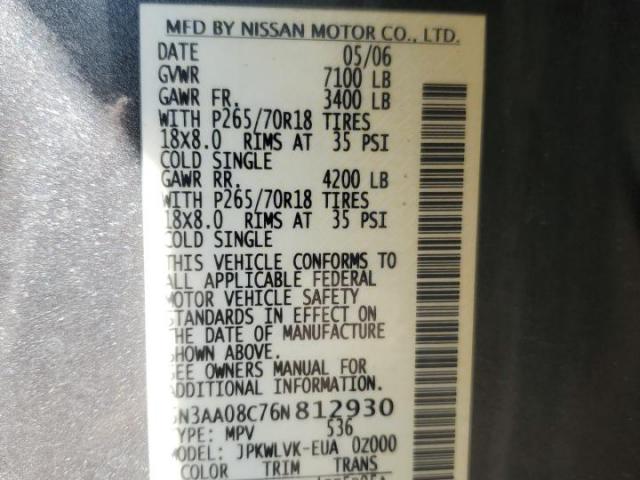 MFD BY NISSAN MOTOR CO., LTD.
DATE 05/06
GVWR 7100 LB
GAWR FR. 3400 LB
WITH P265/70R18 TIRES
18X8.0 RIMS AT 35 PSI
COLD SINGLE
GAWR RR. 4200 LB
WITH P265/70R18 TIRES
18X8.0 RIMS AT 35 PSI
COLD SINGLE
THIS VEHICLE CONFORMS TO
ALL APPLICABLE FEDERAL
MOTOR VEHICLE SAFETY
STANDARDS IN EFFECT ON
THE DATE OF MANUFACTURE
SHOWN ABOVE.
SEE OWNERS MANUAL FOR
ADDITIONAL INFORMATION.
5N3AA08C76N812930
TYPE: MPV 536
MODEL: JPKWLVK-EUA 0Z000
COLOR TRIM TRANS